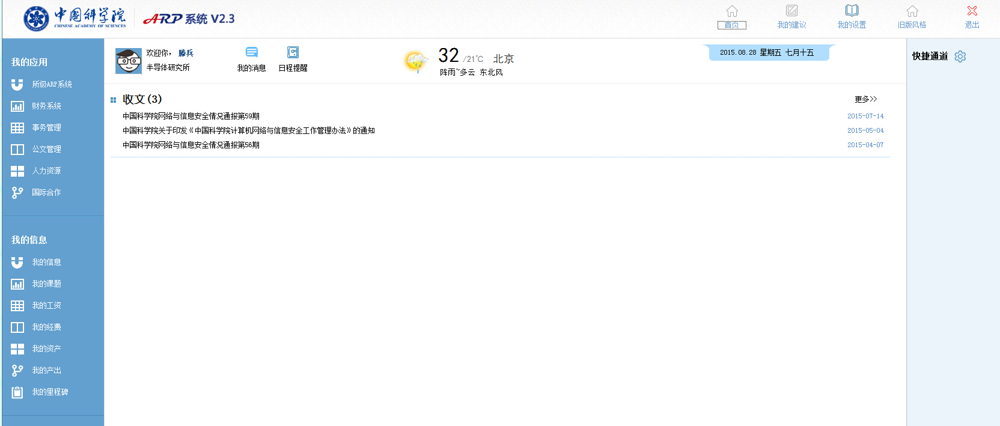 中国科学院
CHINESE ACADEMY OF SCIENCES
ARP 系统 V2.3
首页
我的建议
我的设置
旧版风格
退出
我的应用
所级ARP系统
财务系统
事务管理
公文管理
人力资源
国际合作
我的信息
我的信息
我的课题
我的工资
我的经费
我的资产
我的产出
我的里程碑
欢迎你， 滕兵
半导体研究所
我的消息
日程提醒
32 /21℃ 北京
阵雨~多云 东北风
2015.08.28 星期五 七月十五
快捷通道
收文(3)
更多>>
中国科学院网络与信息安全情况通报第59期 2015-07-14
中国科学院关于印发《中国科学院计算机网络与信息安全工作管理办法》的通知 2015-05-04
中国科学院网络与信息安全情况通报第56期 2015-04-07